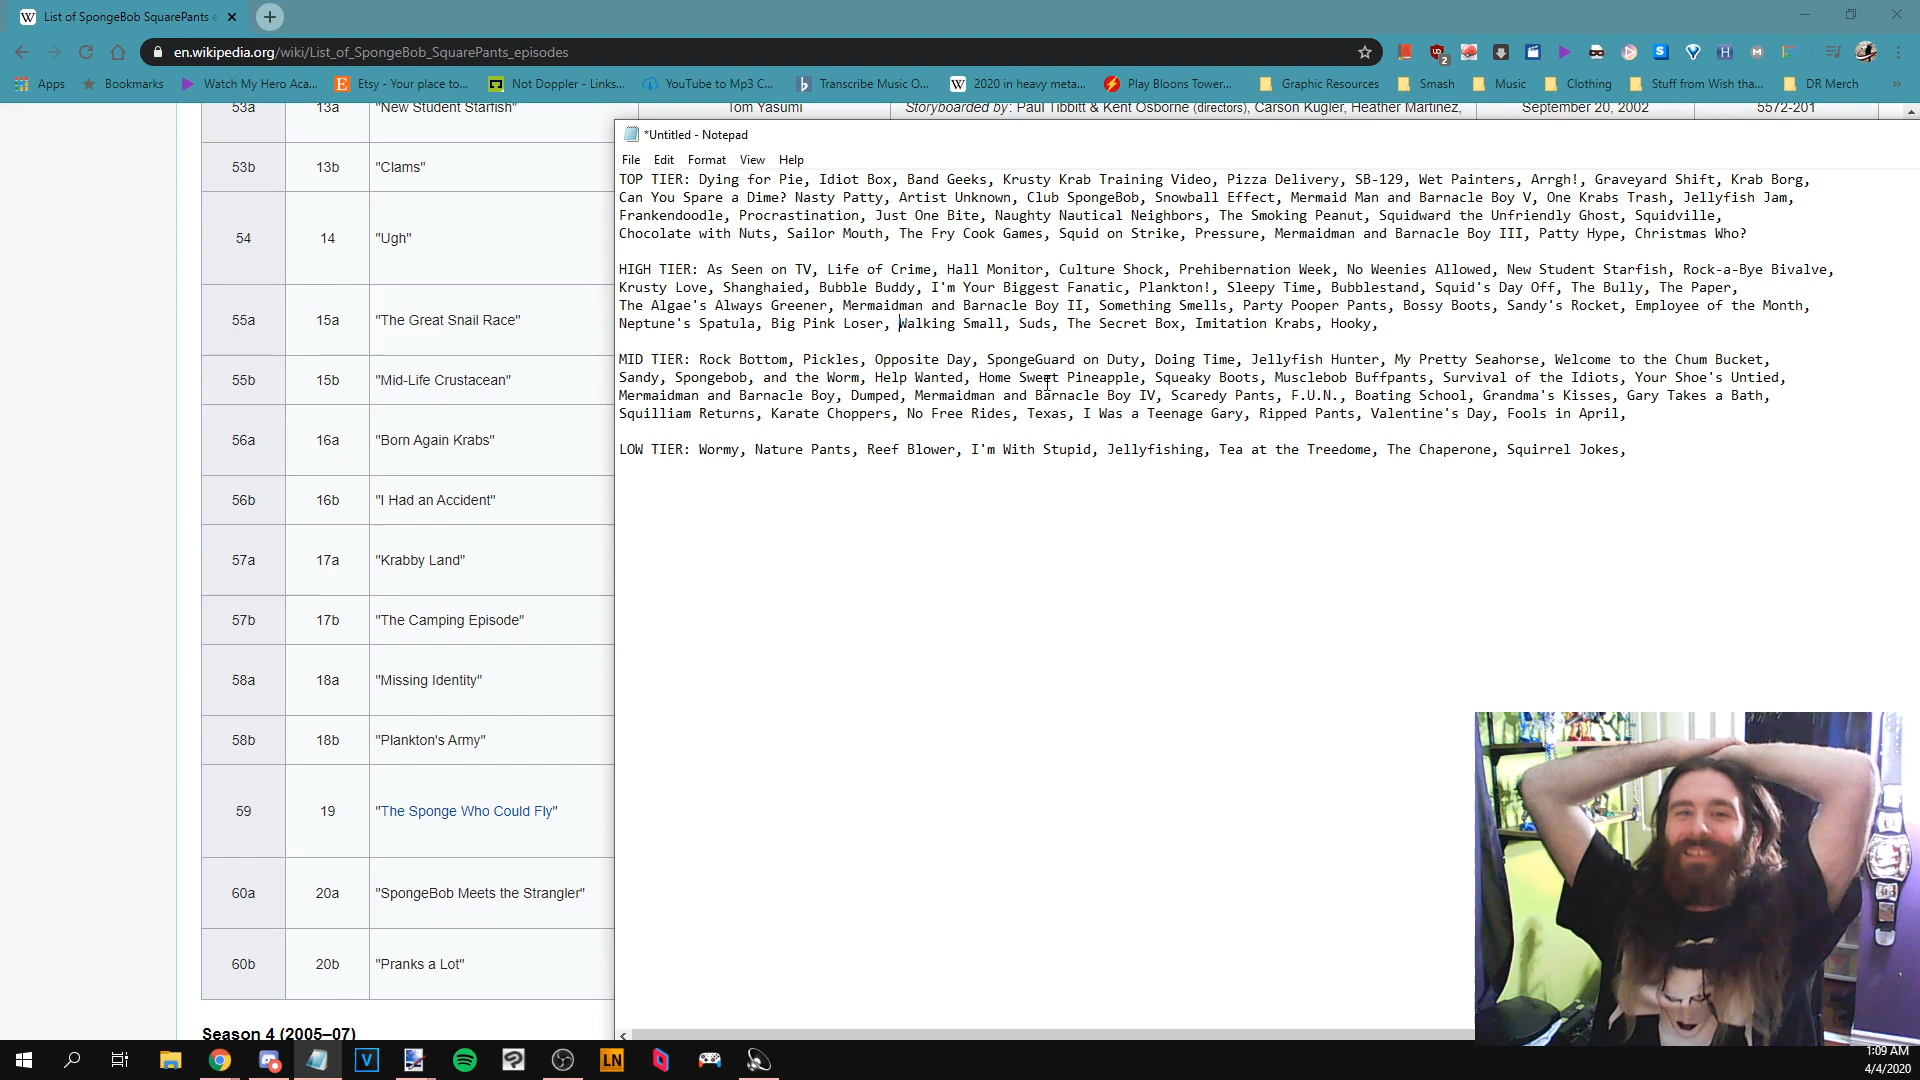 List of SpongeBob SquarePants e
en.wikipedia.org/wiki/List_of_SpongeBob_SquarePants_episodes
Apps Bookmarks Watch My Hero Aca... Etsy - Your place to... Not Doppler - Links... YouTube to Mp3 C... Transcribe Music O... 2020 in heavy meta... Play Bloons Tower... Graphic Resources Smash Music Clothing Stuff from Wish tha... DR Merch
53a 13a "New Student Starfish" Tom Yasumi Storyboarded by: Paul Tibbitt & Kent Osborne (directors), Carson Kugler, Heather Martinez, September 20, 2002 5572-201
*Untitled - Notepad
File Edit Format View Help
TOP TIER: Dying for Pie, Idiot Box, Band Geeks, Krusty Krab Training Video, Pizza Delivery, SB-129, Wet Painters, Arrgh!, Graveyard Shift, Krab Borg,
Can You Spare a Dime? Nasty Patty, Artist Unknown, Club SpongeBob, Snowball Effect, Mermaid Man and Barnacle Boy V, One Krabs Trash, Jellyfish Jam,
Frankendoodle, Procrastination, Just One Bite, Naughty Nautical Neighbors, The Smoking Peanut, Squidward the Unfriendly Ghost, Squidville,
Chocolate with Nuts, Sailor Mouth, The Fry Cook Games, Squid on Strike, Pressure, Mermaidman and Barnacle Boy III, Patty Hype, Christmas Who?
HIGH TIER: As Seen on TV, Life of Crime, Hall Monitor, Culture Shock, Prehibernation Week, No Weenies Allowed, New Student Starfish, Rock-a-Bye Bivalve,
Krusty Love, Shanghaied, Bubble Buddy, I'm Your Biggest Fanatic, Plankton!, Sleepy Time, Bubblestand, Squid's Day Off, The Bully, The Paper,
The Algae's Always Greener, Mermaidman and Barnacle Boy II, Something Smells, Party Pooper Pants, Bossy Boots, Sandy's Rocket, Employee of the Month,
Neptune's Spatula, Big Pink Loser, Walking Small, Suds, The Secret Box, Imitation Krabs, Hooky,
MID TIER: Rock Bottom, Pickles, Opposite Day, SpongeGuard on Duty, Doing Time, Jellyfish Hunter, My Pretty Seahorse, Welcome to the Chum Bucket,
Sandy, Spongebob, and the Worm, Help Wanted, Home Sweet Pineapple, Squeaky Boots, Musclebob Buffpants, Survival of the Idiots, Your Shoe's Untied,
Mermaidman and Barnacle Boy, Dumped, Mermaidman and Barnacle Boy IV, Scaredy Pants, F.U.N., Boating School, Grandma's Kisses, Gary Takes a Bath,
Squilliam Returns, Karate Choppers, No Free Rides, Texas, I Was a Teenage Gary, Ripped Pants, Valentine's Day, Fools in April,
LOW TIER: Wormy, Nature Pants, Reef Blower, I'm With Stupid, Jellyfishing, Tea at the Treedome, The Chaperone, Squirrel Jokes,
53b 13b "Clams"
54 14 "Ugh"
55a 15a "The Great Snail Race"
55b 15b "Mid-Life Crustacean"
56a 16a "Born Again Krabs"
56b 16b "I Had an Accident"
57a 17a "Krabby Land"
57b 17b "The Camping Episode"
58a 18a "Missing Identity"
58b 18b "Plankton's Army"
59 19 "The Sponge Who Could Fly"
60a 20a "SpongeBob Meets the Strangler"
60b 20b "Pranks a Lot"
Season 4 (2005–07)
1:09 AM
4/4/2020